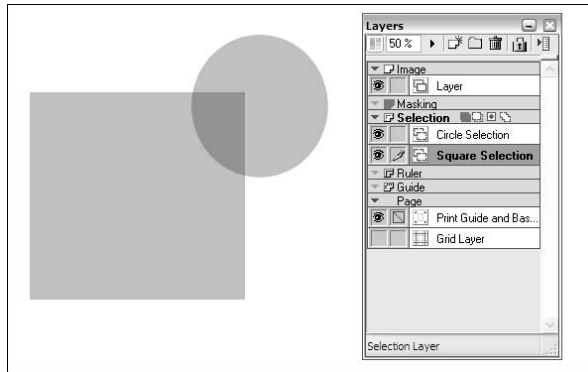 Layers
50 %
Image
Layer
Masking
Selection
Circle Selection
Square Selection
Ruler
Guide
Page
Print Guide and Bas...
Grid Layer
Selection Layer